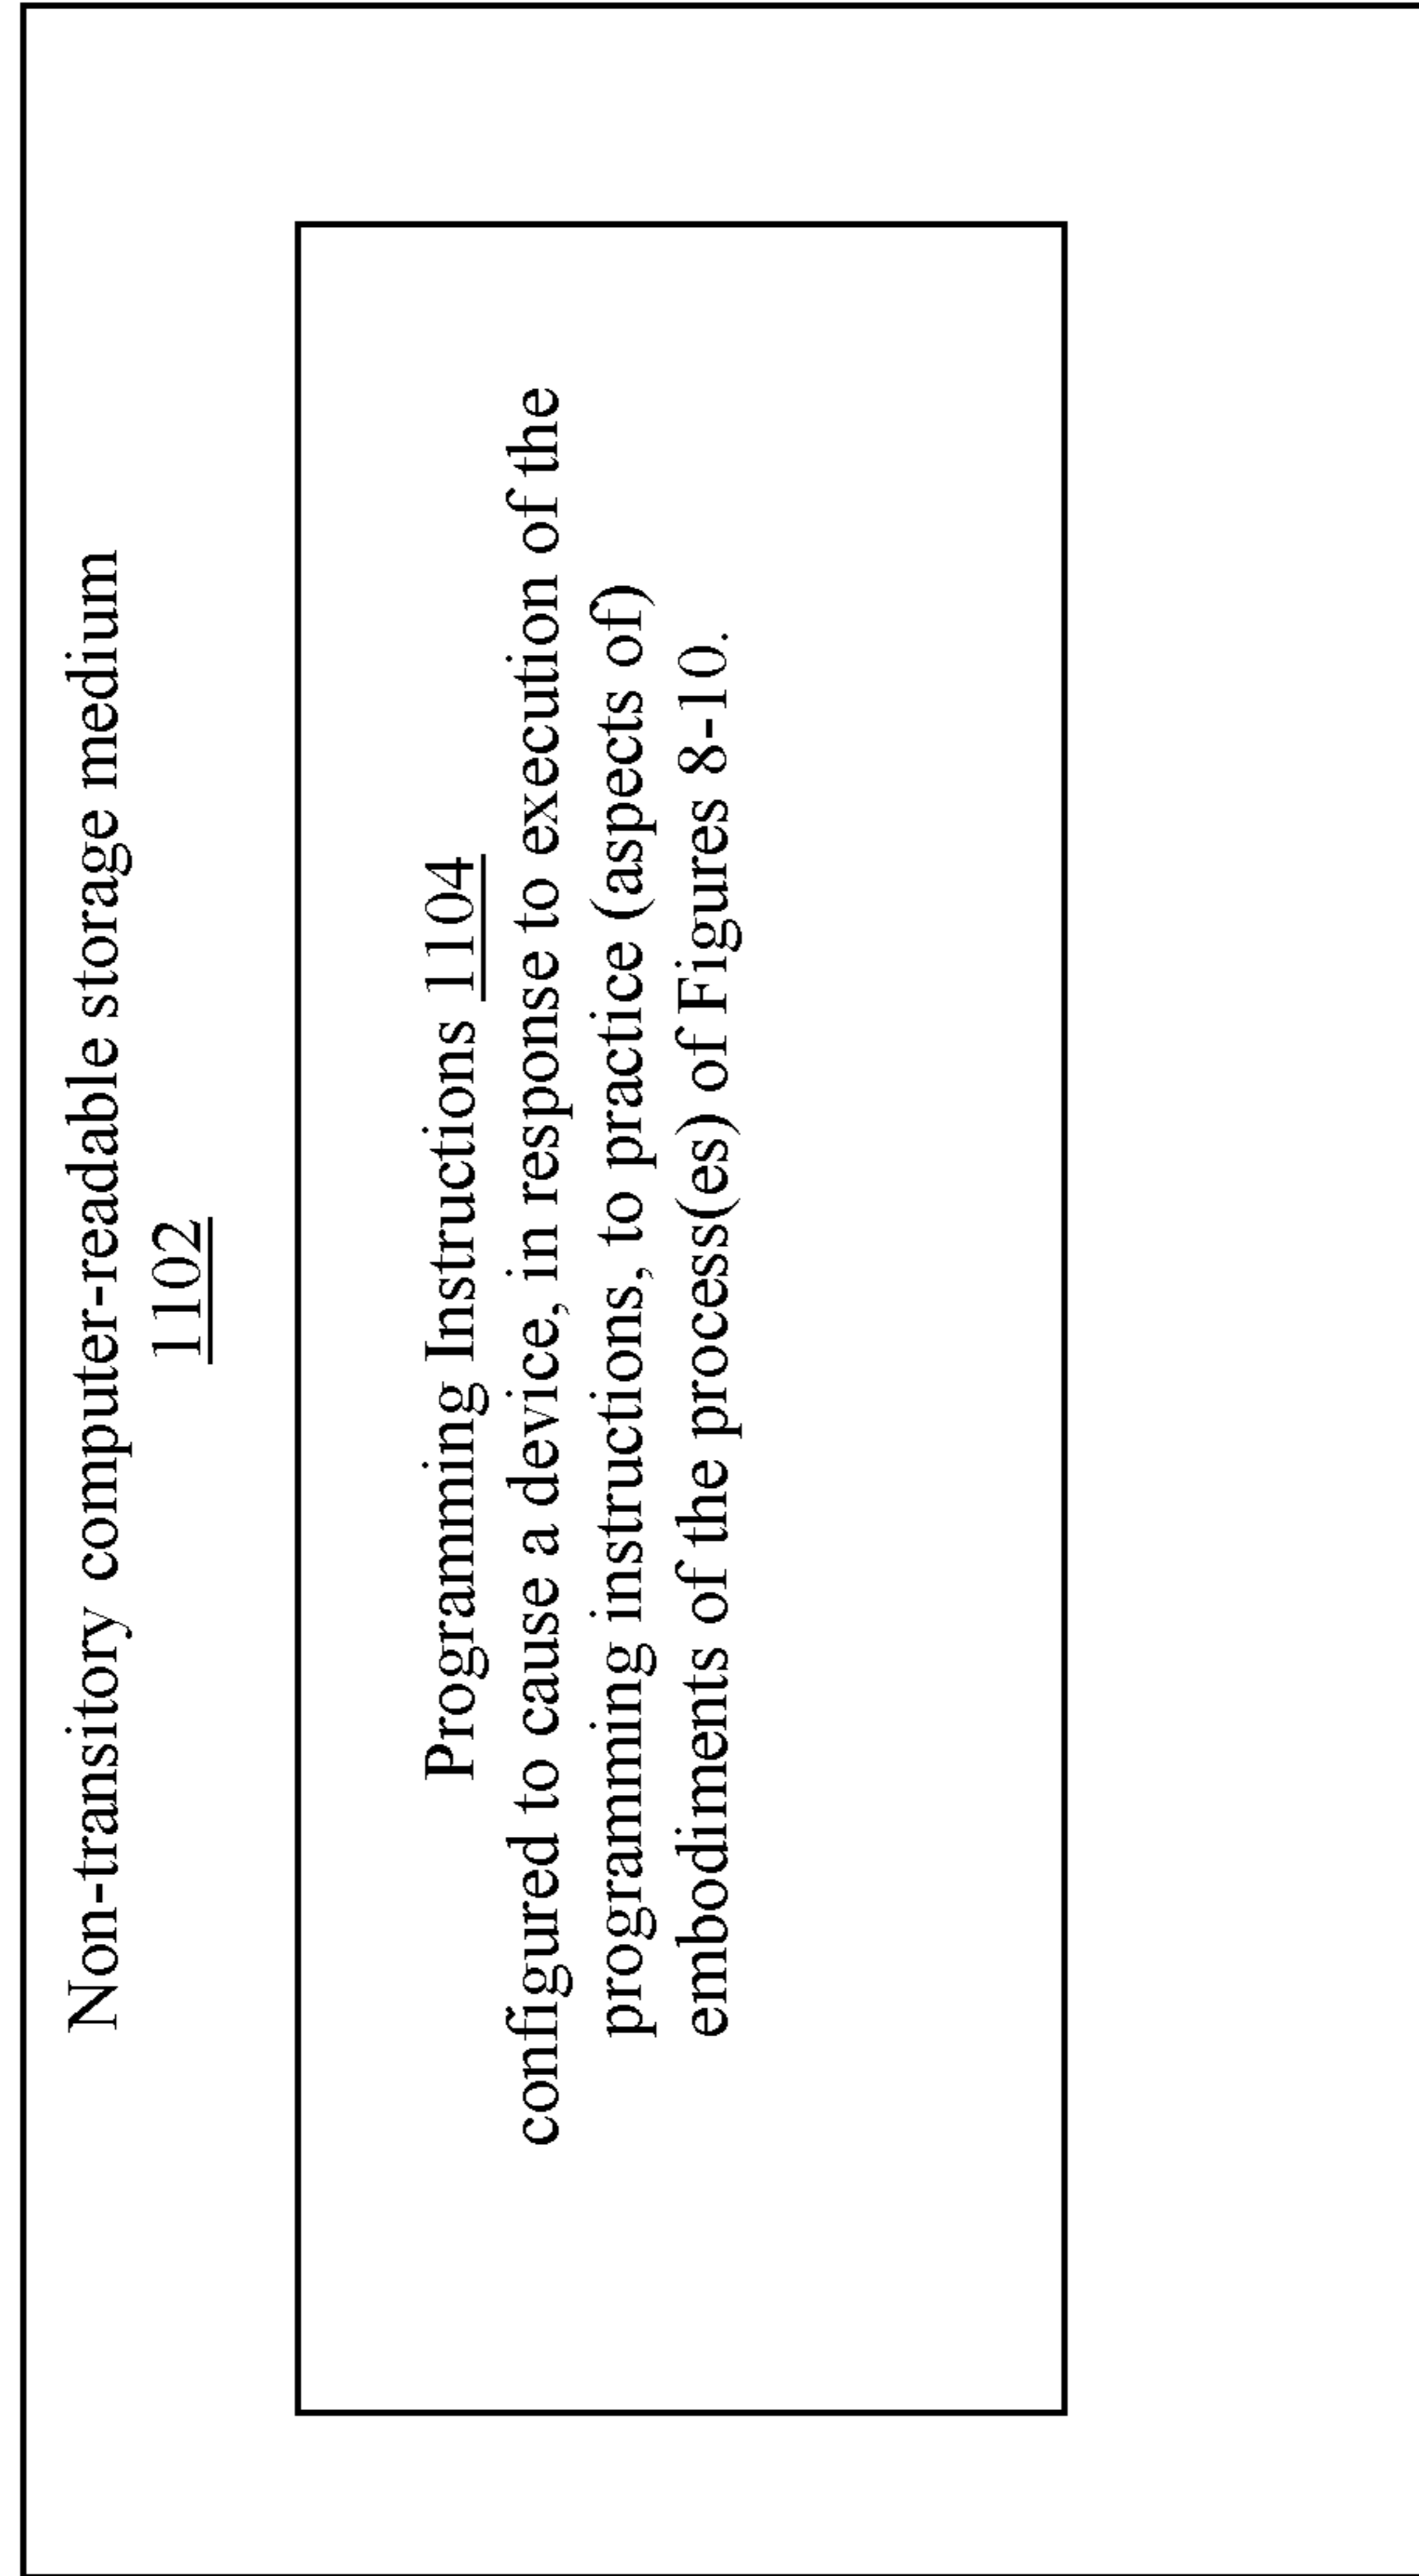 Non-transitory computer-readable storage medium
1102
Programming Instructions 1104
configured to cause a device, in response to execution of the
programming instructions, to practice (aspects of)
embodiments of the process(es) of Figures 8-10.